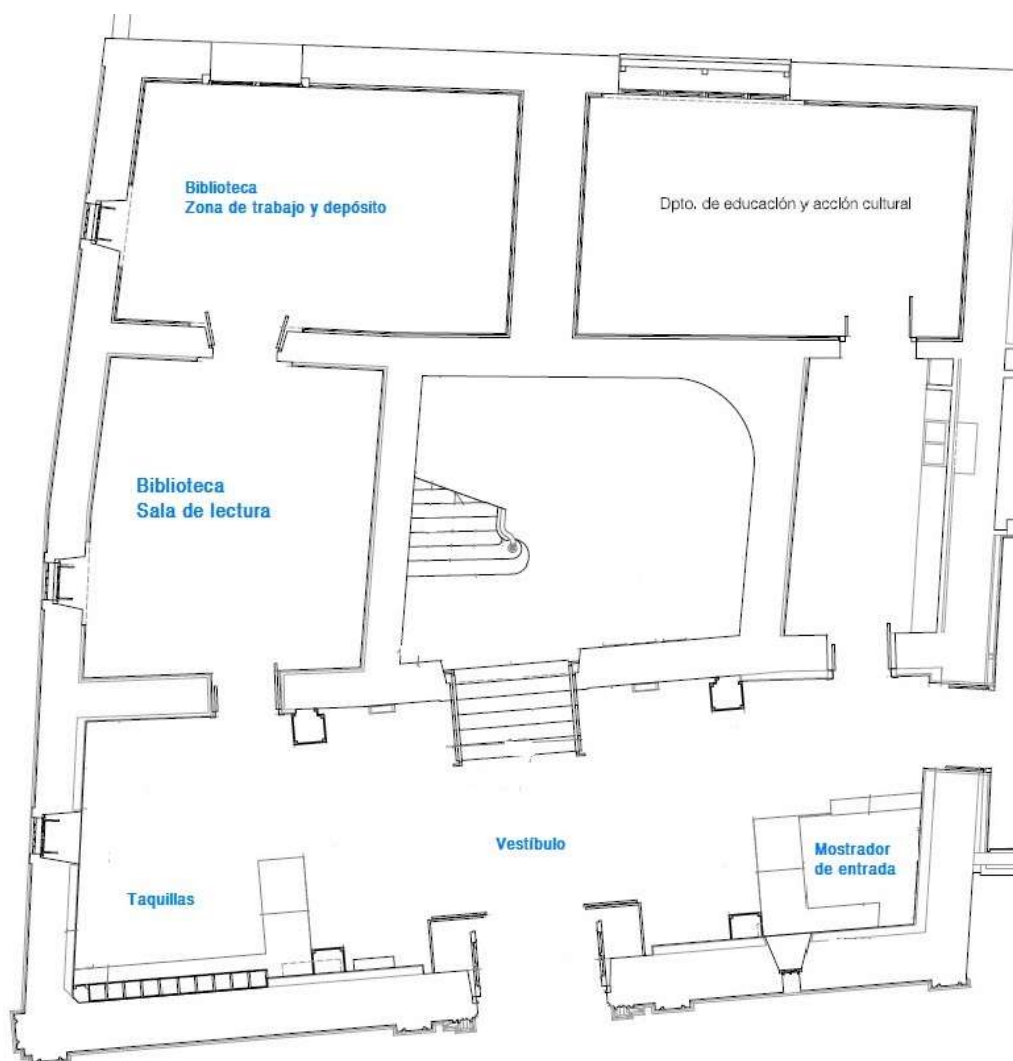 Biblioteca
Zona de trabajo y depósito
Dpto. de educación y acción cultural
Biblioteca
Sala de lectura
Vestíbulo
Mostrador
de entrada
Taquillas